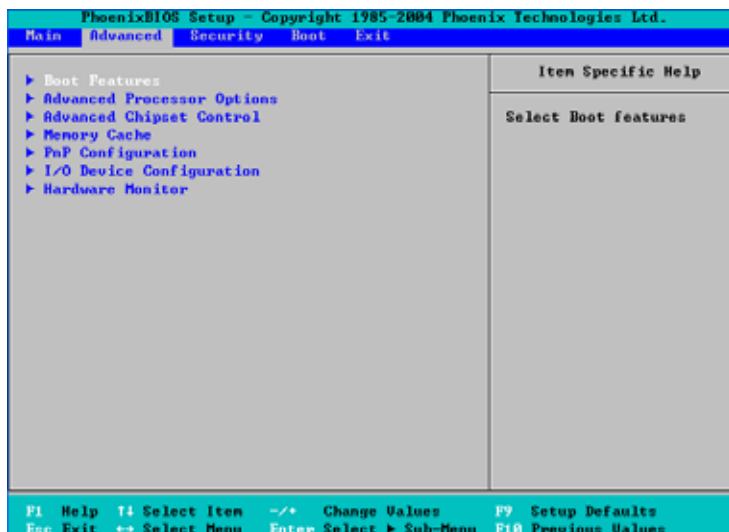 PhoenixBIOS Setup - Copyright 1985-2004 Phoenix Technologies Ltd.
Main Advanced Security Boot Exit
Item Specific Help
Select Boot features
▶ Boot Features
▶ Advanced Processor Options
▶ Advanced Chipset Control
▶ Memory Cache
▶ PnP Configuration
▶ I/O Device Configuration
▶ Hardware Monitor
F1 Help ↑↓ Select Item -/+ Change Values F9 Setup Defaults
Esc Exit ↔ Select Menu Enter Select ▶ Sub-Menu F10 Previous Values